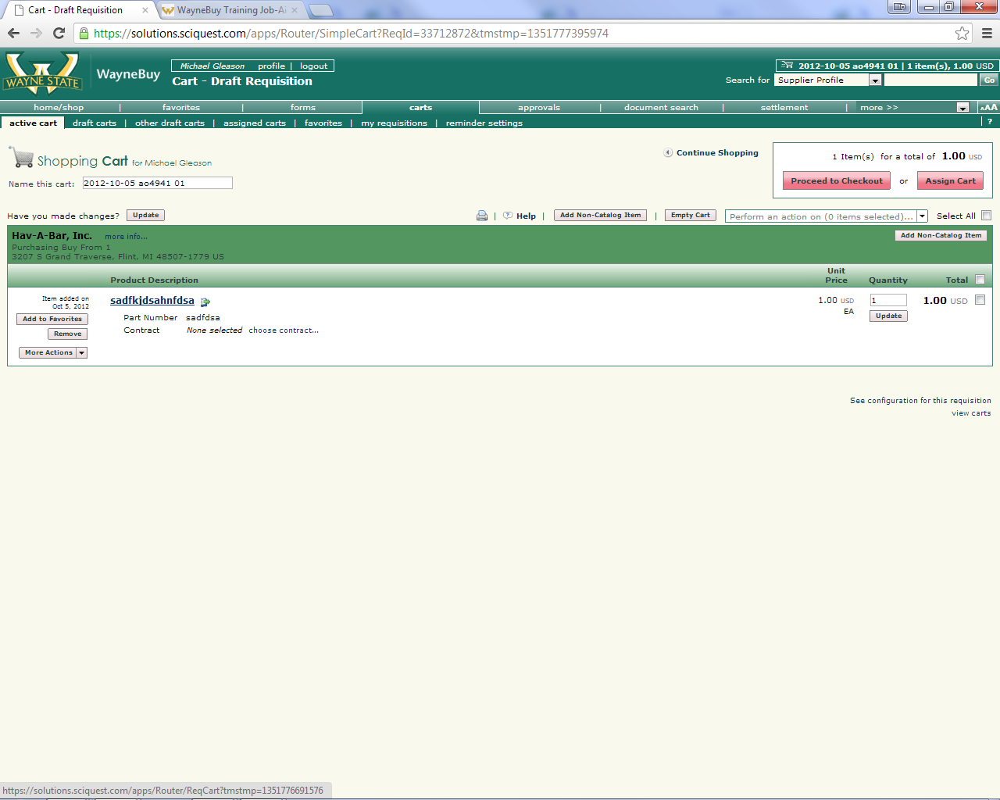 Cart - Draft Requisition
WayneBuy Training Job-Ai
https://solutions.sciquest.com/apps/Router/SimpleCart?ReqId=33712872&tmstmp=1351777395974
WAYNE STATE
WayneBuy
Michael Gleason profile | logout
Cart - Draft Requisition
2012-10-05 ao4941 01 | 1 item(s), 1.00 USD
Search for Supplier Profile Go
home/shop | favorites | forms carts approvals | document search | settlement | more >> AAA
active cart draft carts | other draft carts | assigned carts | favorites | my requisitions | reminder settings | ?
Shopping Cart for Michael Gleason
Continue Shopping
1 Item(s) for a total of 1.00 USD
Proceed to Checkout or Assign Cart
Name this cart: 2012-10-05 ao4941 01
Have you made changes? Update | Help | Add Non-Catalog Item | Empty Cart Perform an action on (0 items selected)... Select All
Hav-A-Bar, Inc. more info... Add Non-Catalog Item
Purchasing Buy From 1
3207 S Grand Traverse, Flint, MI 48507-1779 US
Product Description Unit Price Quantity Total
Item added on Oct 5, 2012
sadfkjdsahnfdsa 1.00 USD 1 1.00 USD
EA
Update
Add to Favorites
Part Number sadfdsa
Remove
Contract None selected choose contract...
More Actions
See configuration for this requisition
view carts
https://solutions.sciquest.com/apps/Router/ReqCart?tmstmp=1351776691576